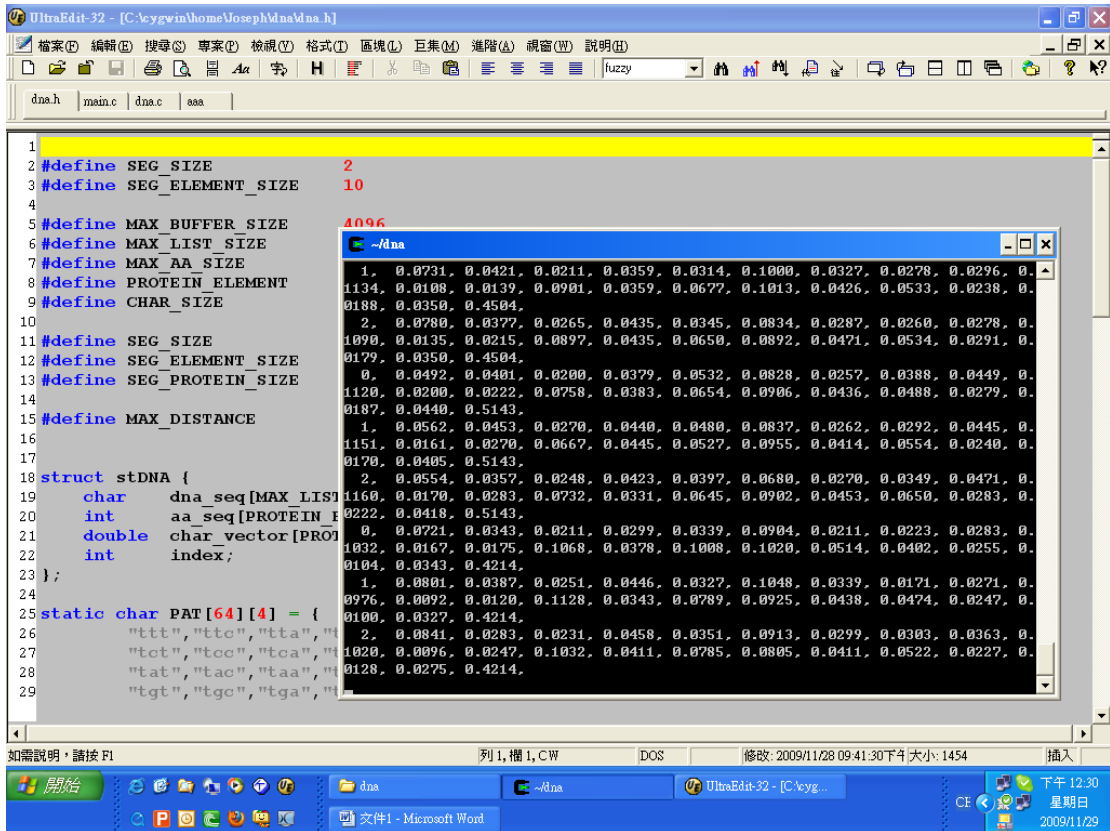 UltraEdit-32 - [C:\cygwin\home\Joseph\dna\dna.h]
檔案(F) 編輯(E) 搜尋(S) 專案(P) 檢視(V) 格式(T) 區塊(L) 巨集(M) 進階(A) 視窗(W) 說明(H)
fuzzy
dna.h main.c dna.c aaa
1
2 #define SEG_SIZE 2
3 #define SEG_ELEMENT_SIZE 10
4
5 #define MAX_BUFFER_SIZE 4096
6 #define MAX_LIST_SIZE
7 #define MAX_AA_SIZE
8 #define PROTEIN_ELEMENT
9 #define CHAR_SIZE
10
11 #define SEG_SIZE
12 #define SEG_ELEMENT_SIZE
13 #define SEG_PROTEIN_SIZE
14
15 #define MAX_DISTANCE
16
17
18 struct stDNA {
19 char dna_seq[MAX_LIST
20 int aa_seq[PROTEIN_E
21 double char_vector[PROT
22 int index;
23 };
24
25 static char PAT[64][4] = {
26 "ttt","ttc","tta","t
27 "tct","tcc","tca","t
28 "tat","tac","taa","t
29 "tgt","tgc","tga","t
~/dna
1, 0.0731, 0.0421, 0.0211, 0.0359, 0.0314, 0.1000, 0.0327, 0.0278, 0.0296, 0.
1134, 0.0108, 0.0139, 0.0901, 0.0359, 0.0677, 0.1013, 0.0426, 0.0533, 0.0238, 0.
0188, 0.0350, 0.4504,
2, 0.0780, 0.0377, 0.0265, 0.0435, 0.0345, 0.0834, 0.0287, 0.0260, 0.0278, 0.
1090, 0.0135, 0.0215, 0.0897, 0.0435, 0.0650, 0.0892, 0.0471, 0.0534, 0.0291, 0.
0179, 0.0350, 0.4504,
0, 0.0492, 0.0401, 0.0200, 0.0379, 0.0532, 0.0828, 0.0257, 0.0388, 0.0449, 0.
1120, 0.0200, 0.0222, 0.0758, 0.0383, 0.0654, 0.0906, 0.0436, 0.0488, 0.0279, 0.
0187, 0.0440, 0.5143,
1, 0.0562, 0.0453, 0.0270, 0.0440, 0.0480, 0.0837, 0.0262, 0.0292, 0.0445, 0.
1151, 0.0161, 0.0270, 0.0667, 0.0445, 0.0527, 0.0955, 0.0414, 0.0554, 0.0240, 0.
0170, 0.0405, 0.5143,
2, 0.0554, 0.0357, 0.0248, 0.0423, 0.0397, 0.0680, 0.0270, 0.0349, 0.0471, 0.
1160, 0.0170, 0.0283, 0.0732, 0.0331, 0.0645, 0.0902, 0.0453, 0.0650, 0.0283, 0.
0222, 0.0418, 0.5143,
0, 0.0721, 0.0343, 0.0211, 0.0299, 0.0339, 0.0904, 0.0211, 0.0223, 0.0283, 0.
1032, 0.0167, 0.0175, 0.1068, 0.0378, 0.1008, 0.1020, 0.0514, 0.0402, 0.0255, 0.
0104, 0.0343, 0.4214,
1, 0.0801, 0.0387, 0.0251, 0.0446, 0.0327, 0.1048, 0.0339, 0.0171, 0.0271, 0.
0976, 0.0092, 0.0120, 0.1128, 0.0343, 0.0789, 0.0925, 0.0438, 0.0474, 0.0247, 0.
0100, 0.0327, 0.4214,
2, 0.0841, 0.0283, 0.0231, 0.0458, 0.0351, 0.0913, 0.0299, 0.0303, 0.0363, 0.
1020, 0.0096, 0.0247, 0.1032, 0.0411, 0.0785, 0.0805, 0.0411, 0.0522, 0.0227, 0.
0128, 0.0275, 0.4214,
如需說明，請按 F1 列 1, 欄 1, CW DOS 修改: 2009/11/28 09:41:30下午 大小: 1454 插入
開始 dna ~/dna UltraEdit-32 - [C:\cyg... 下午 12:30
文件1 - Microsoft Word CH 星期日
2009/11/29